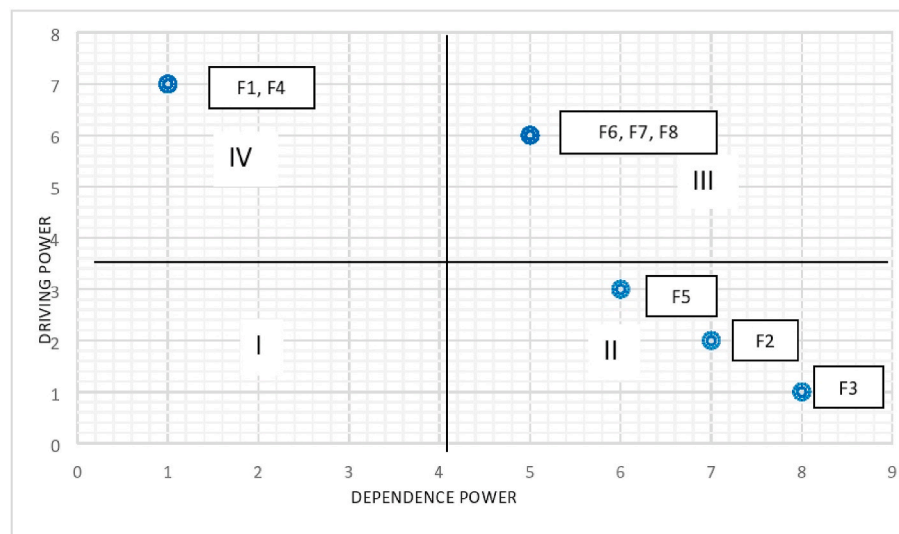 8
7
F1, F4
6
F6, F7, F8
IV
5
III
4
3
F5
2
F2
I
II
1
F3
0
0 1 2 3 4 5 6 7 8 9
DRIVING POWER
DEPENDENCE POWER